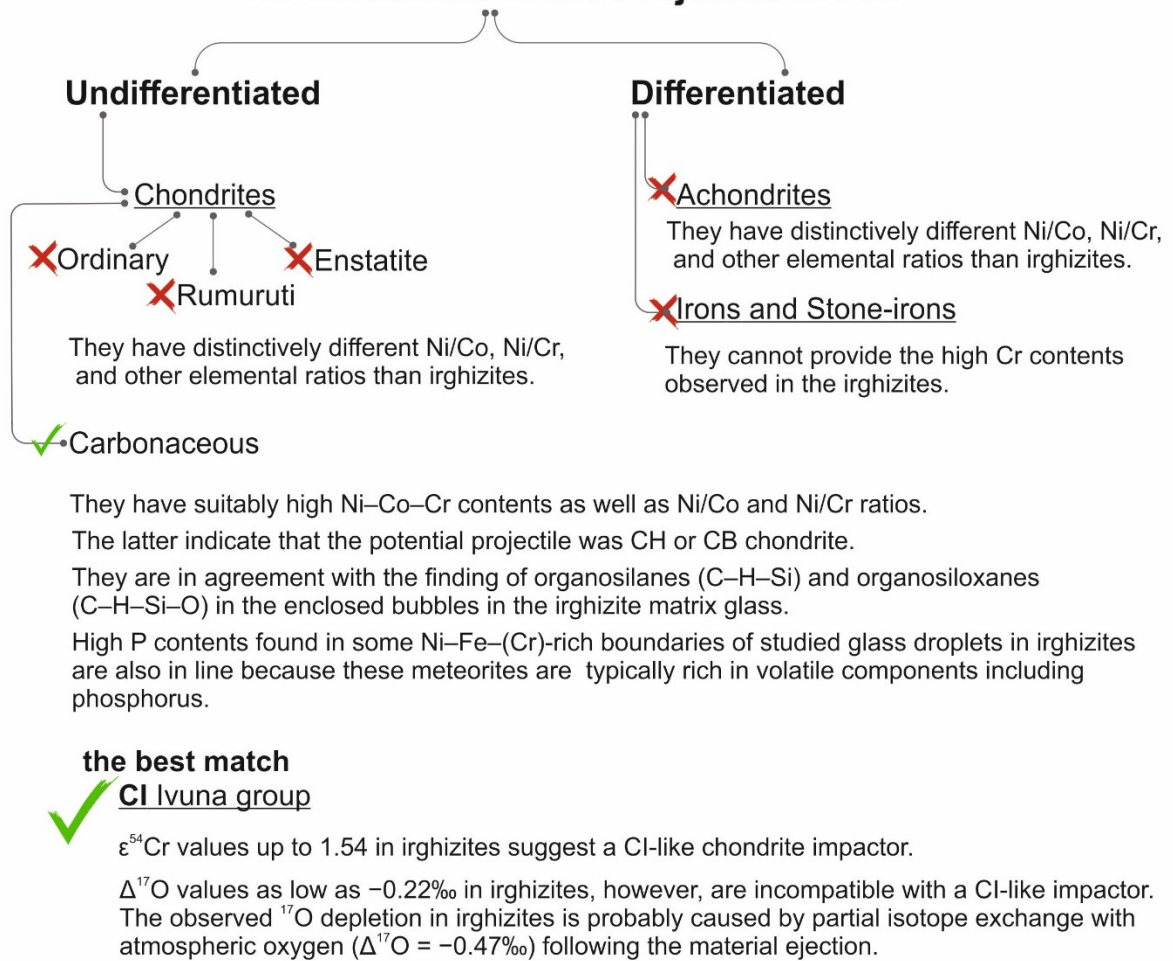 Undifferentiated
Differentiated
Chondrites
Ordinary
Enstatite
Rumuruti
They have distinctively different Ni/Co, Ni/Cr,
and other elemental ratios than irghizites.
Achondrites
They have distinctively different Ni/Co, Ni/Cr,
and other elemental ratios than irghizites.
Irons and Stone-irons
They cannot provide the high Cr contents
observed in the irghizites.
Carbonaceous
They have suitably high Ni–Co–Cr contents as well as Ni/Co and Ni/Cr ratios.
The latter indicate that the potential projectile was CH or CB chondrite.
They are in agreement with the finding of organosilanes (C–H–Si) and organosiloxanes
(C–H–Si–O) in the enclosed bubbles in the irghizite matrix glass.
High P contents found in some Ni–Fe–(Cr)-rich boundaries of studied glass droplets in irghizites
are also in line because these meteorites are typically rich in volatile components including
phosphorus.
the best match
CI Ivuna group
ε⁵⁴Cr values up to 1.54 in irghizites suggest a CI-like chondrite impactor.
Δ¹⁷O values as low as −0.22‰ in irghizites, however, are incompatible with a CI-like impactor.
The observed ¹⁷O depletion in irghizites is probably caused by partial isotope exchange with
atmospheric oxygen (Δ¹⁷O = −0.47‰) following the material ejection.